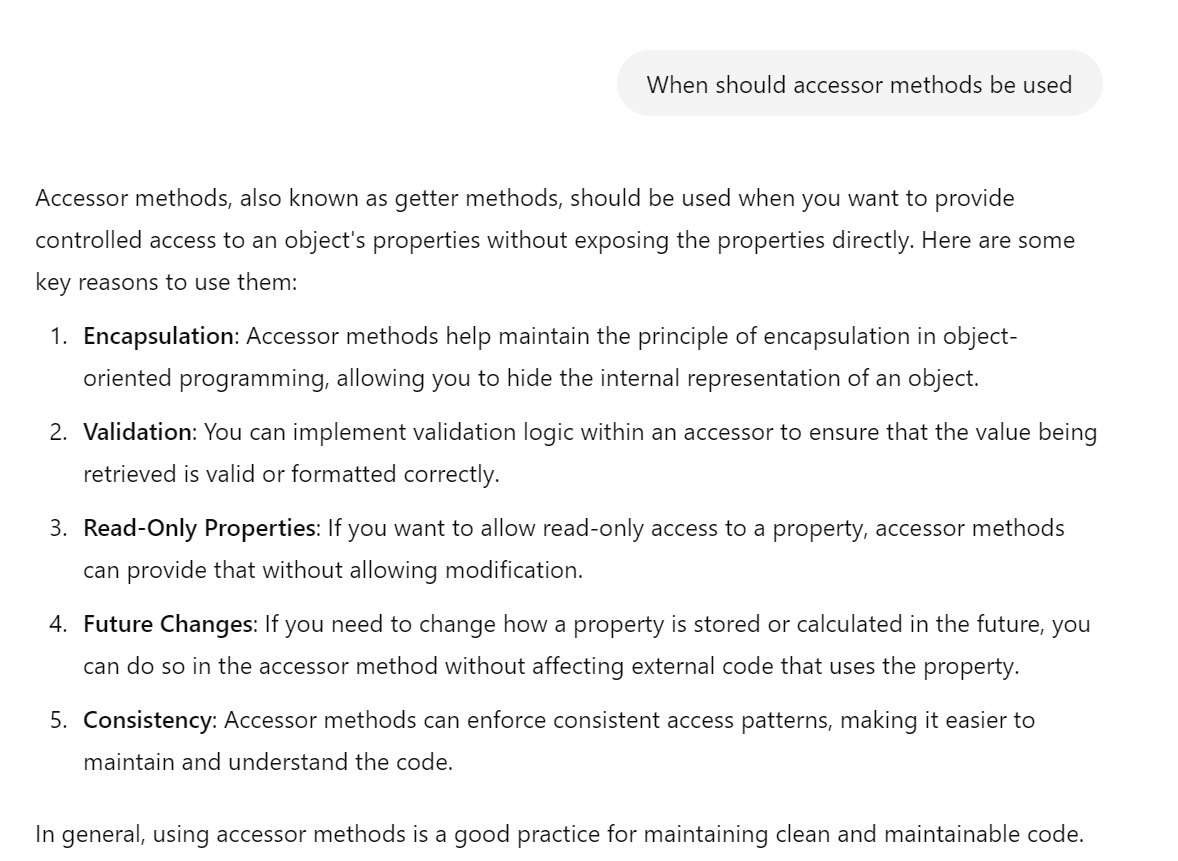 When should accessor methods be used
Accessor methods, also known as getter methods, should be used when you want to provide
controlled access to an object's properties without exposing the properties directly. Here are some
key reasons to use them:
1. Encapsulation: Accessor methods help maintain the principle of encapsulation in object-
oriented programming, allowing you to hide the internal representation of an object.
2. Validation: You can implement validation logic within an accessor to ensure that the value being
retrieved is valid or formatted correctly.
3. Read-Only Properties: If you want to allow read-only access to a property, accessor methods
can provide that without allowing modification.
4. Future Changes: If you need to change how a property is stored or calculated in the future, you
can do so in the accessor method without affecting external code that uses the property.
5. Consistency: Accessor methods can enforce consistent access patterns, making it easier to
maintain and understand the code.
In general, using accessor methods is a good practice for maintaining clean and maintainable code.